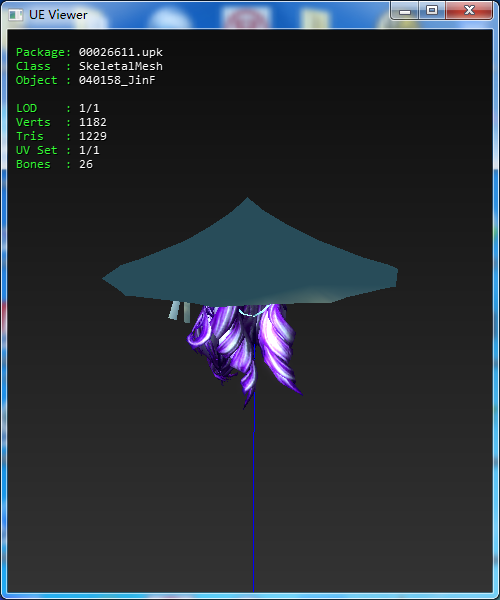 UE Viewer
Package: 00026611.upk
Class : SkeletalMesh
Object : 040158_JinF
LOD : 1/1
Verts : 1182
Tris : 1229
UV Set : 1/1
Bones : 26